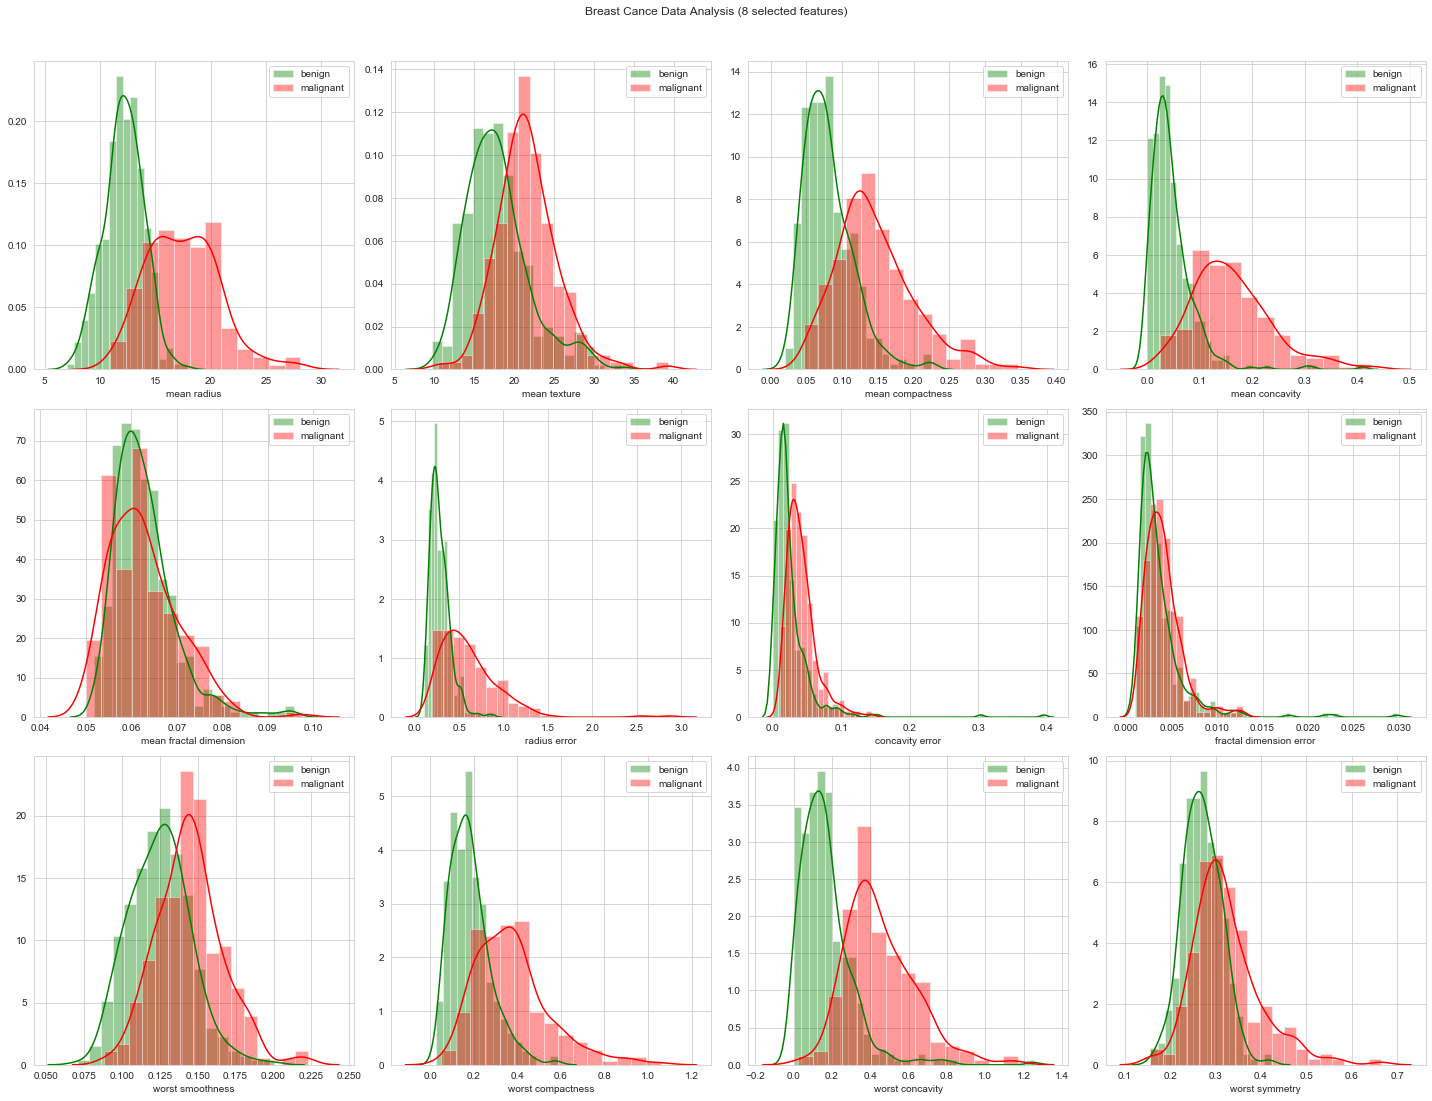 Breast Cance Data Analysis (8 selected features)
benign
malignant
0.20
0.15
0.10
0.05
0.00
5 10 15 20 25 30
mean radius
benign
malignant
0.14
0.12
0.10
0.08
0.06
0.04
0.02
0.00
5 10 15 20 25 30 35 40
mean texture
benign
malignant
14
12
10
8
6
4
2
0
0.00 0.05 0.10 0.15 0.20 0.25 0.30 0.35 0.40
mean compactness
benign
malignant
16
14
12
10
8
6
4
2
0
0.0 0.1 0.2 0.3 0.4 0.5
mean concavity
benign
malignant
70
60
50
40
30
20
10
0
0.04 0.05 0.06 0.07 0.08 0.09 0.10
mean fractal dimension
benign
malignant
5
4
3
2
1
0
0.0 0.5 1.0 1.5 2.0 2.5 3.0
radius error
benign
malignant
30
25
20
15
10
5
0
0.0 0.1 0.2 0.3 0.4
concavity error
benign
malignant
350
300
250
200
150
100
50
0
0.000 0.005 0.010 0.015 0.020 0.025 0.030
fractal dimension error
benign
malignant
20
15
10
5
0
0.050 0.075 0.100 0.125 0.150 0.175 0.200 0.225 0.250
worst smoothness
benign
malignant
5
4
3
2
1
0
0.0 0.2 0.4 0.6 0.8 1.0 1.2
worst compactness
benign
malignant
4.0
3.5
3.0
2.5
2.0
1.5
1.0
0.5
0.0
−0.2 0.0 0.2 0.4 0.6 0.8 1.0 1.2 1.4
worst concavity
benign
malignant
10
8
6
4
2
0
0.1 0.2 0.3 0.4 0.5 0.6 0.7
worst symmetry